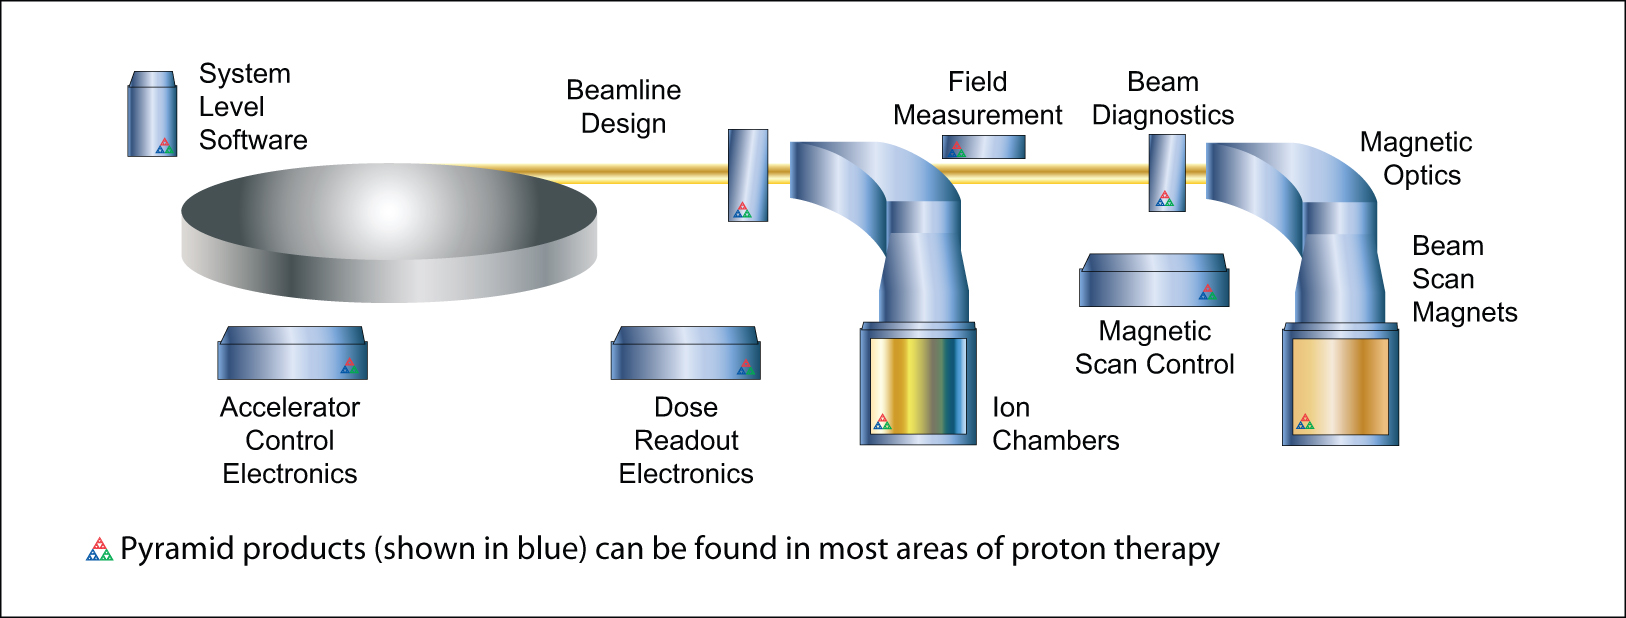 System
Level
Software
Beamline
Design
Field
Measurement
Beam
Diagnostics
Magnetic
Optics
Beam
Scan
Magnets
Magnetic
Scan Control
Accelerator
Control
Electronics
Dose
Readout
Electronics
Ion
Chambers
Pyramid products (shown in blue) can be found in most areas of proton therapy